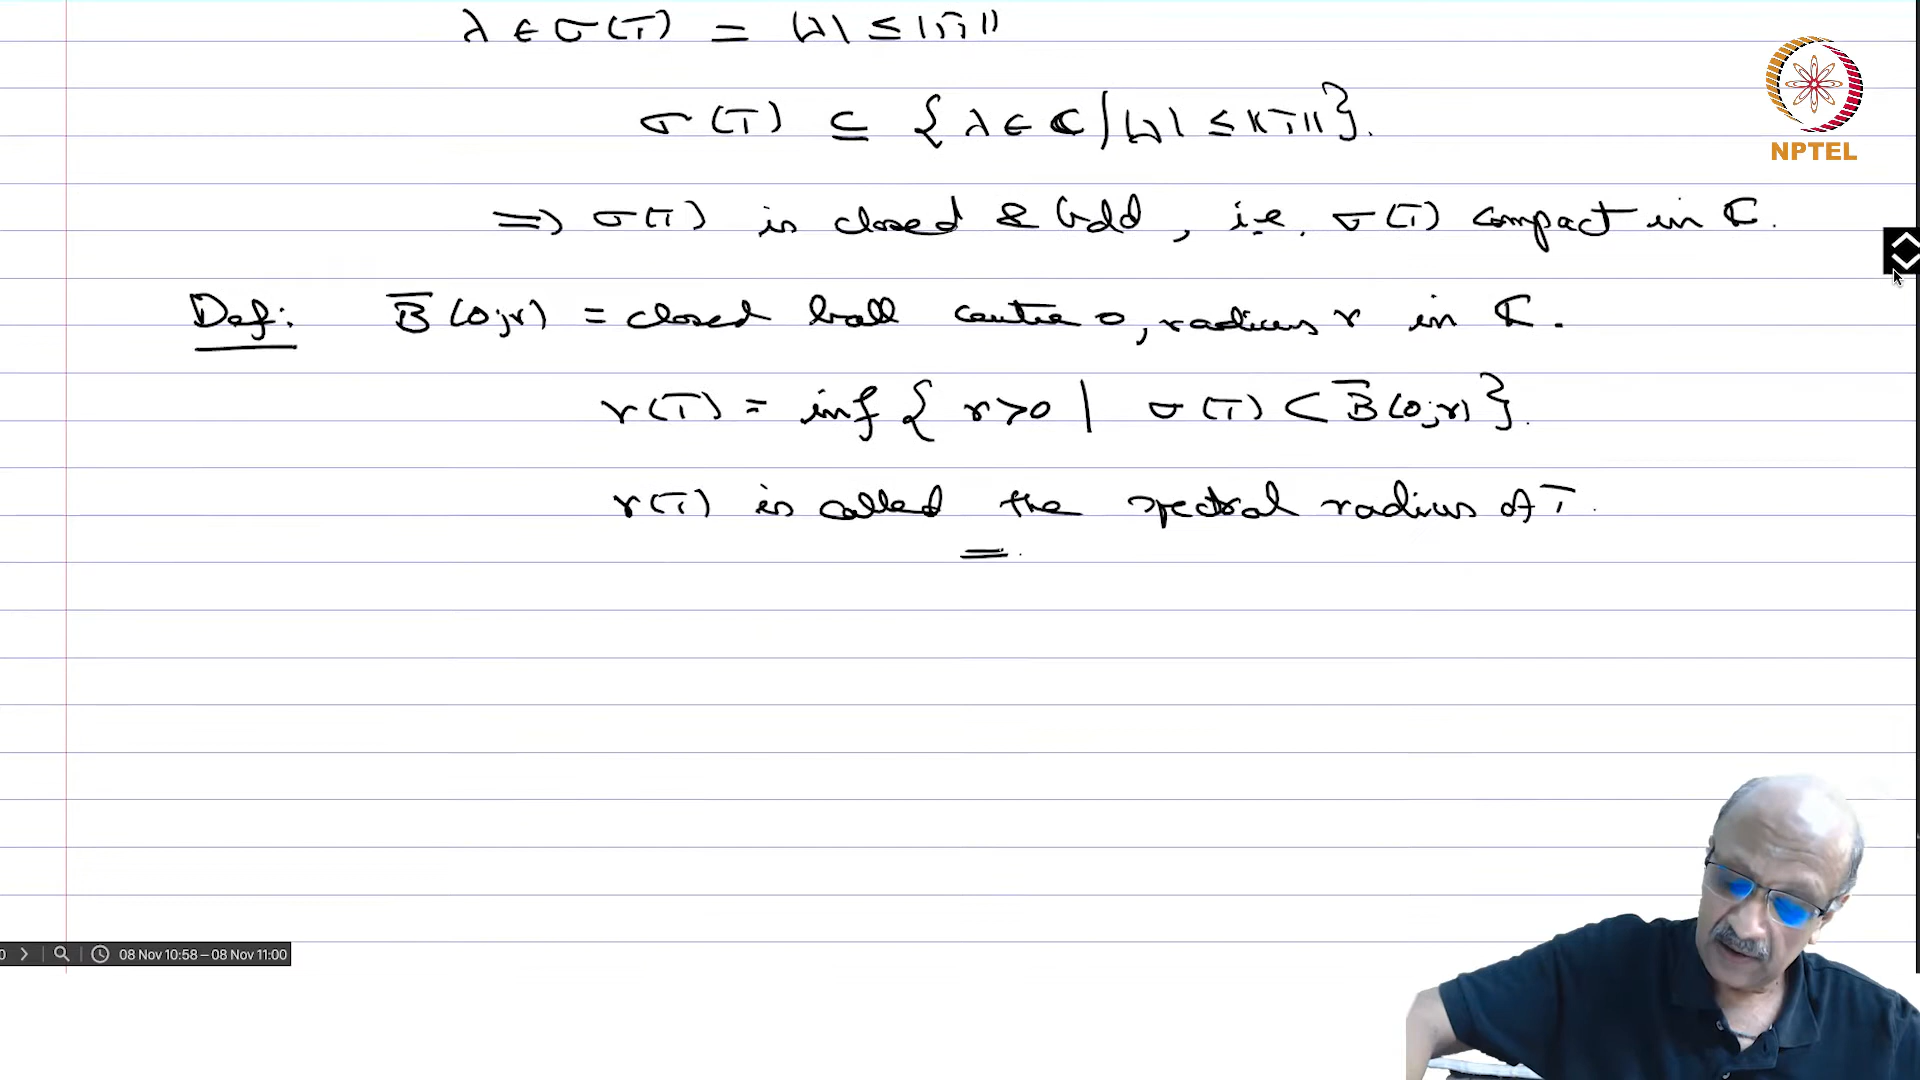 λ ∈ σ(T) = |λ| ≤ ||T||
σ(T) ⊆ {λ ∈ ℂ | |λ| ≤ ||T||}.
NPTEL
⇒ σ(T) is closed & bdd, i.e. σ(T) compact in ℂ.
Def: B̅(0;r) = closed ball centre 0, radius r in ℂ.
r(T) = inf { r>0 | σ(T) ⊂ B̅(0;r)}.
r(T) is called the spectral radius of T.
0 08 Nov 10:58 – 08 Nov 11:00